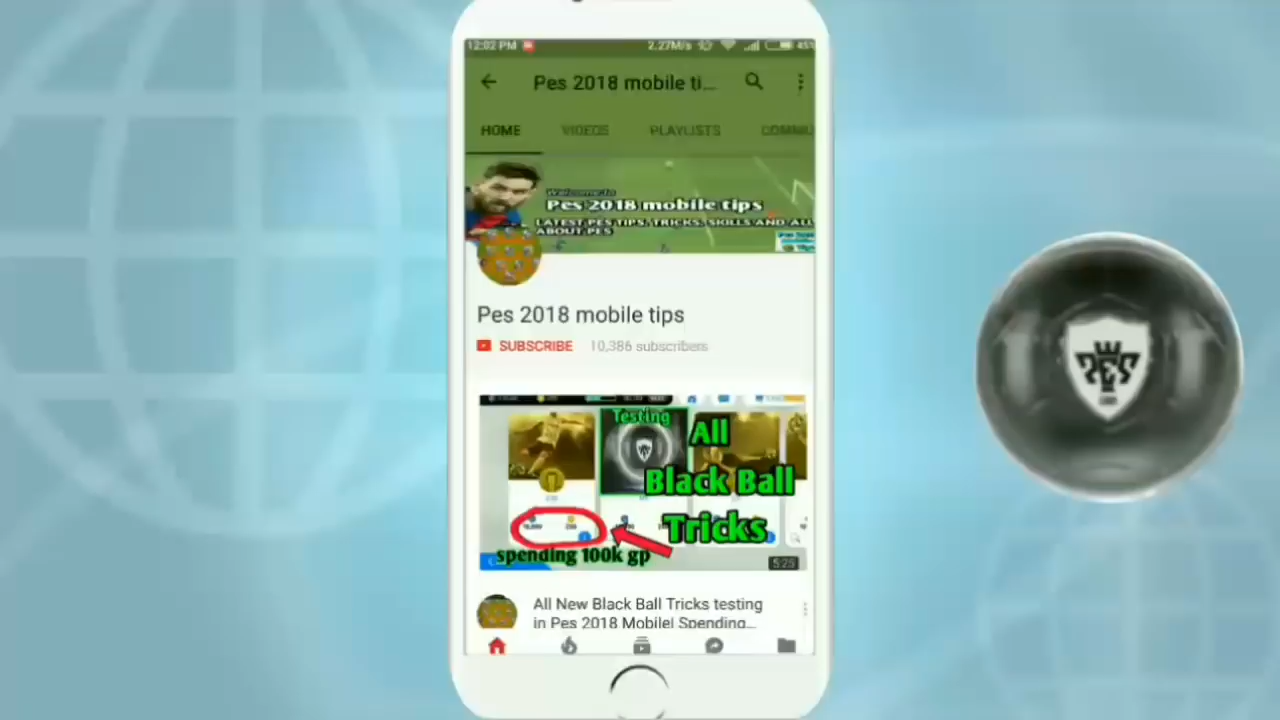 12:02 PM
2.27M/s
45%
Pes 2018 mobile ti...
HOME VIDEOS PLAYLISTS COMMU
Welcome to
Pes 2018 mobile tips
LATEST PES TIPS, TRICKS, SKILLS AND ALL
ABOUT PES
Pes 2018 mobile tips
SUBSCRIBE 10,386 subscribers
Testing
All
Black Ball
Tricks
spending 100k gp
5:25
All New Black Ball Tricks testing
in Pes 2018 Mobile| Spending...
PES